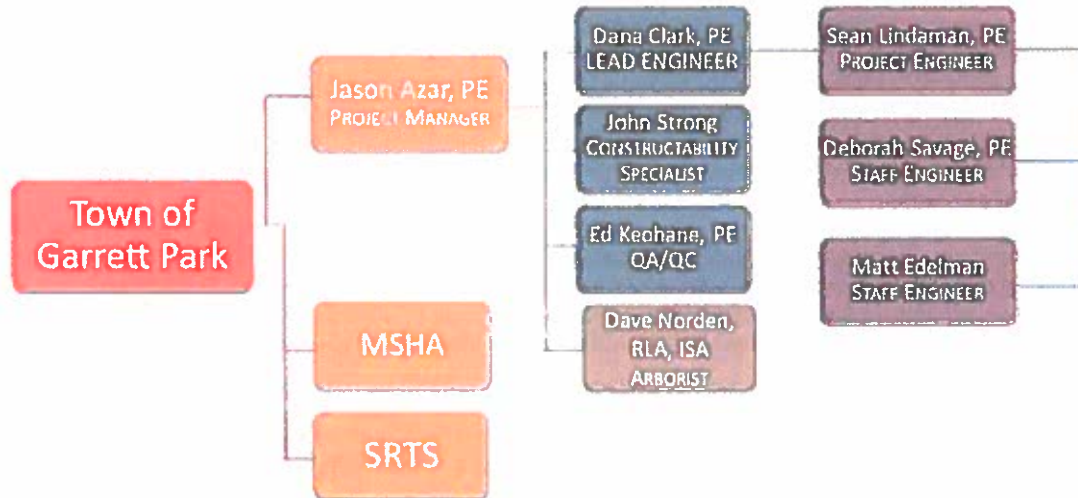 Town of
Garrett Park
Jason Azar, PE
PROJECT MANAGER
MSHA
SRTS
Dana Clark, PE
LEAD ENGINEER
John Strong
CONSTRUCTABILITY
SPECIALIST
Ed Keohane, PE
QA/QC
Dave Norden,
RLA, ISA
ARBORIST
Sean Lindaman, PE
PROJECT ENGINEER
Deborah Savage, PE
STAFF ENGINEER
Matt Edelman
STAFF ENGINEER